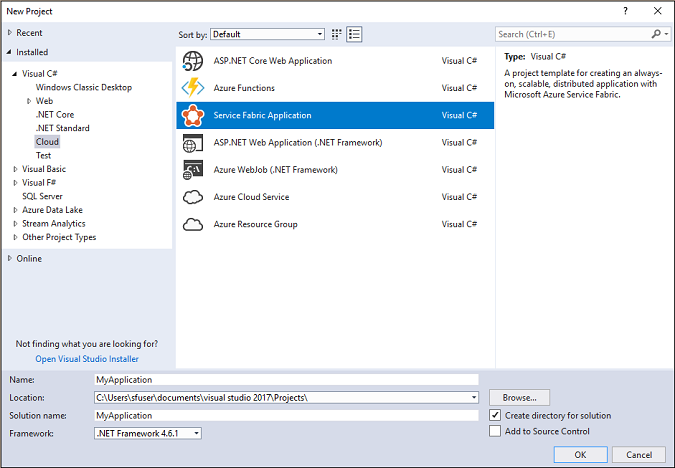 New Project
? 
Recent
Installed
Visual C#
Windows Classic Desktop
Web
.NET Core
.NET Standard
Cloud
Test
Visual Basic
Visual F#
SQL Server
Azure Data Lake
Stream Analytics
Other Project Types
Online
Not finding what you are looking for?
Open Visual Studio Installer
Sort by: Default
ASP.NET Core Web Application Visual C#
Azure Functions Visual C#
Service Fabric Application Visual C#
ASP.NET Web Application (.NET Framework) Visual C#
Azure WebJob (.NET Framework) Visual C#
Azure Cloud Service Visual C#
Azure Resource Group Visual C#
Search (Ctrl+E)
Type: Visual C#
A project template for creating an always-
on, scalable, distributed application with
Microsoft Azure Service Fabric.
Name: MyApplication
Location: C:\Users\sfuser\documents\visual studio 2017\Projects\ Browse...
Solution name: MyApplication
Create directory for solution
Framework: .NET Framework 4.6.1
Add to Source Control
OK Cancel